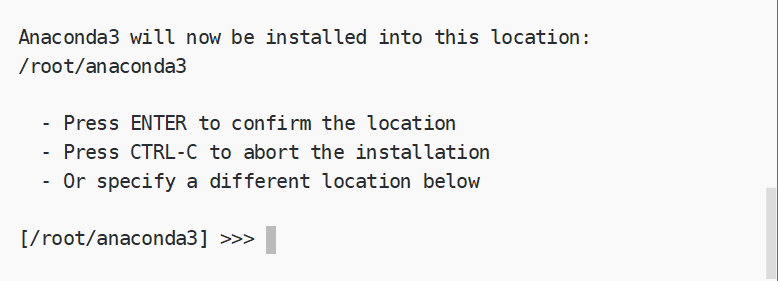 Anaconda3 will now be installed into this location:
/root/anaconda3
- Press ENTER to confirm the location
- Press CTRL-C to abort the installation
- Or specify a different location below
[/root/anaconda3] >>>